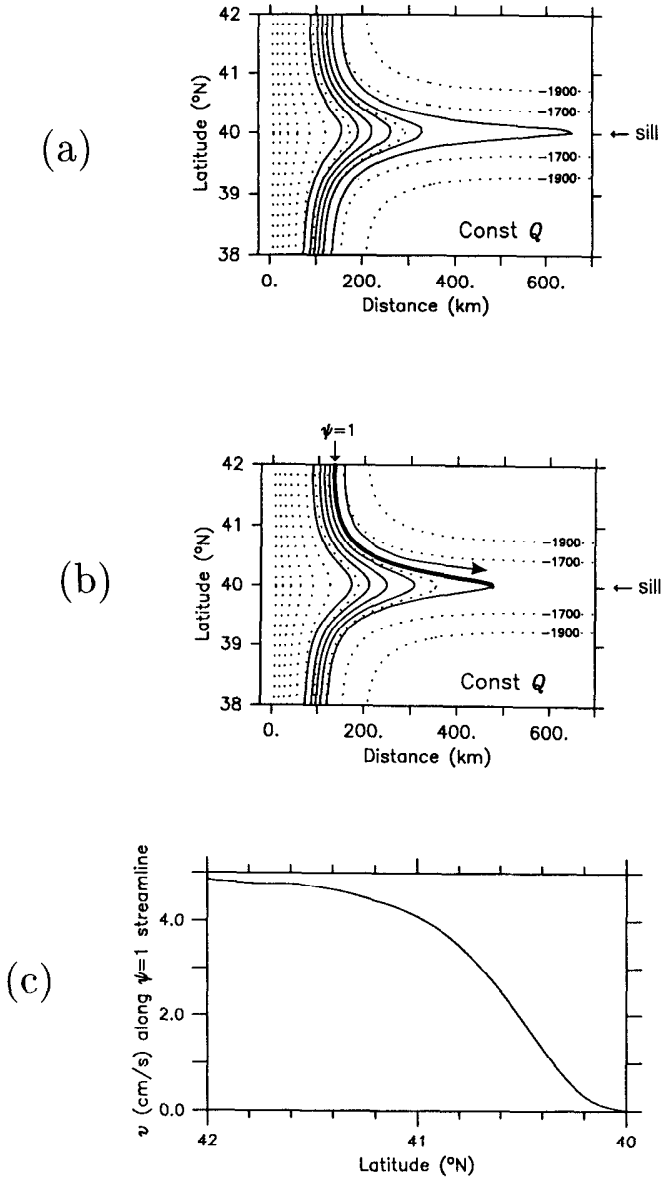 (a)
Latitude (°N)
42
41
40
39
38
-1900-
-1700-
← sill
-1700-
-1900-
Const Q
0. 200. 400. 600.
Distance (km)
(b)
ψ=1
Latitude (°N)
42
41
40
39
38
-1900-
-1700-
← sill
-1700-
-1900-
Const Q
0. 200. 400. 600.
Distance (km)
(c)
v (cm/s) along ψ=1 streamline
4.0
2.0
0.0
42 41 40
Latitude (°N)